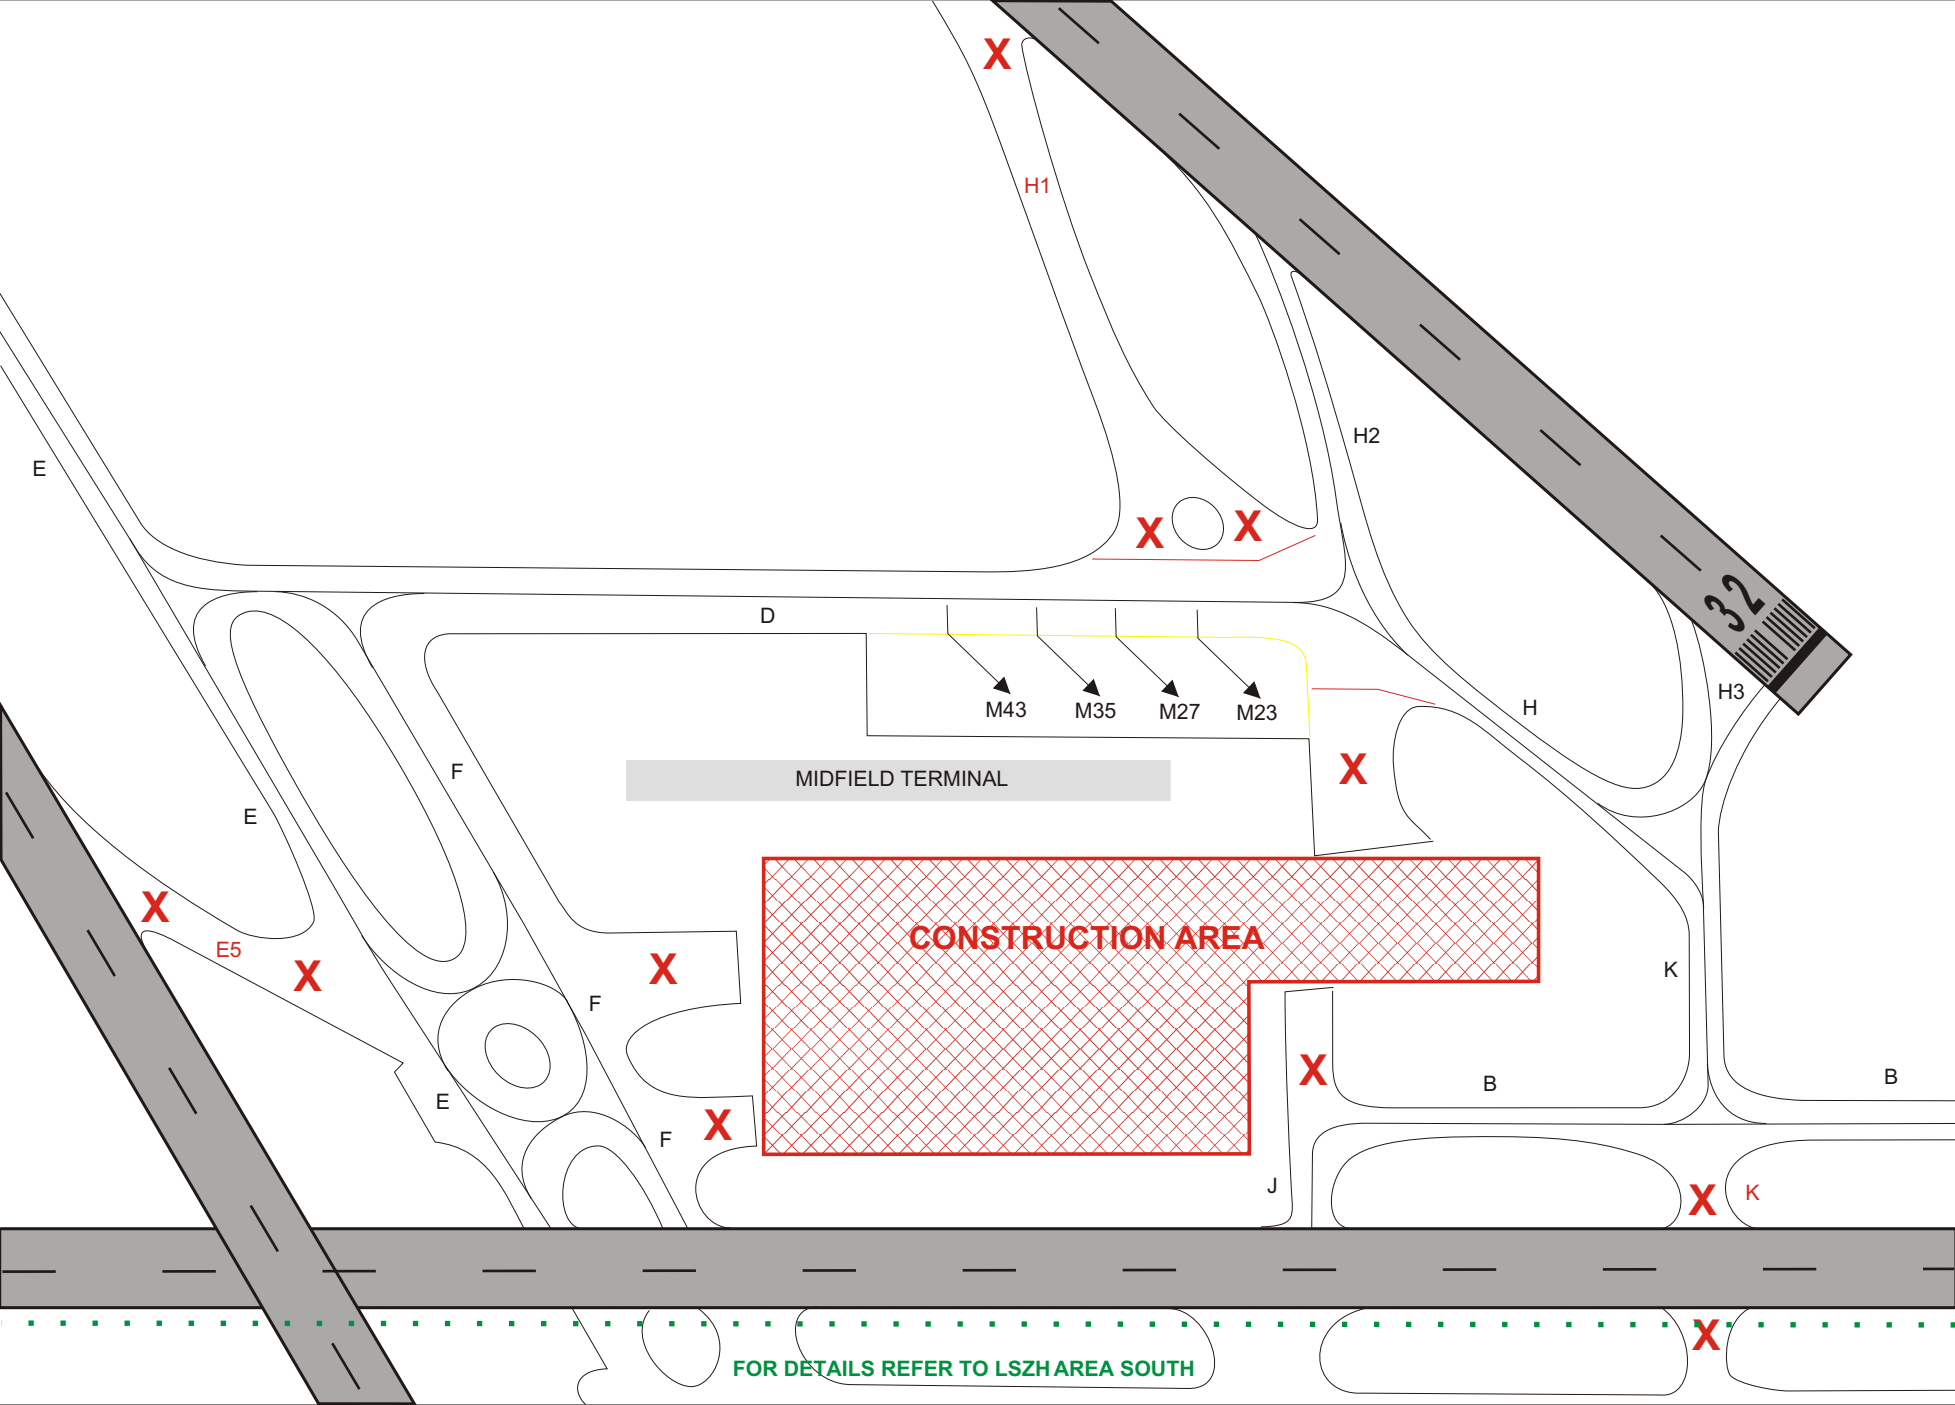 X
H1
H2
E
X
X
32
D
H3
M43
M35
M27
M23
H
F
X
MIDFIELD TERMINAL
E
X
E5
CONSTRUCTION AREA
X
X
K
F
X
B
B
E
X
F
J
X
K
X
FOR DETAILS REFER TO LSZH AREA SOUTH